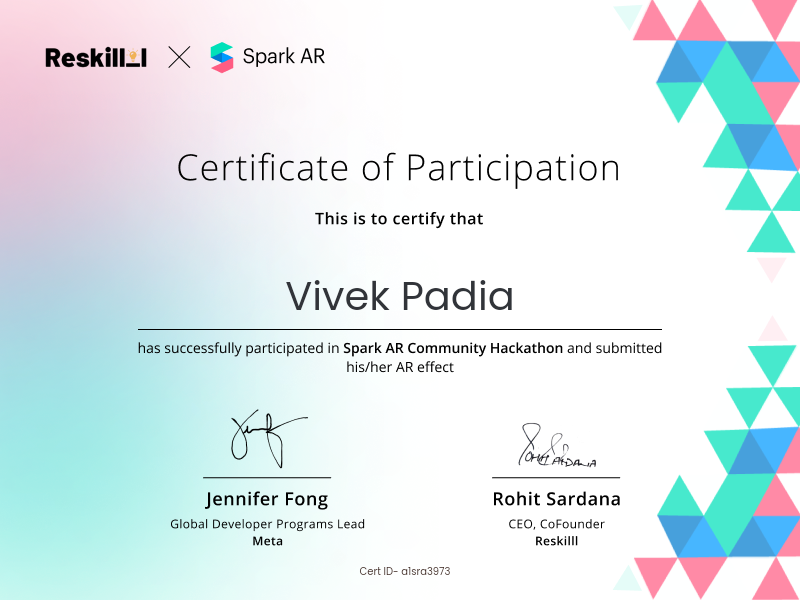 Reskilll
Spark AR
Certificate of Participation
This is to certify that
Vivek Padia
has successfully participated in Spark AR Community Hackathon and submitted
his/her AR effect
Jennifer Fong
Rohit Sardana
Global Developer Programs Lead
CEO, CoFounder
Meta
Reskilll
Cert ID- a1sra3973